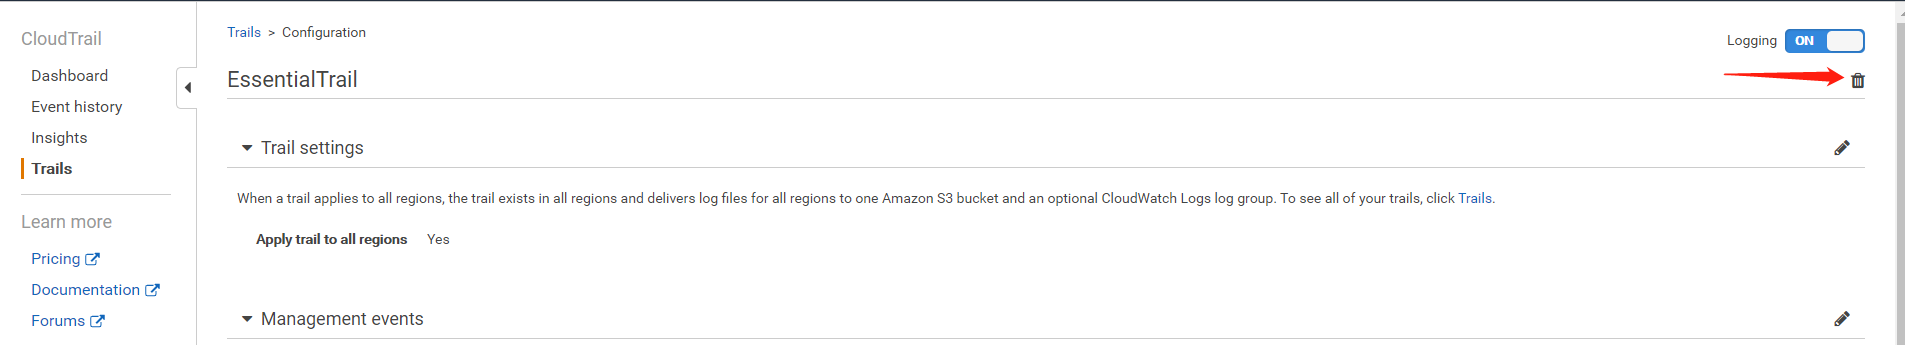 CloudTrail
Dashboard
Event history
Insights
Trails
Learn more
Pricing
Documentation
Forums
Trails > Configuration
Logging ON
EssentialTrail
Trail settings
When a trail applies to all regions, the trail exists in all regions and delivers log files for all regions to one Amazon S3 bucket and an optional CloudWatch Logs log group. To see all of your trails, click Trails.
Apply trail to all regions Yes
Management events